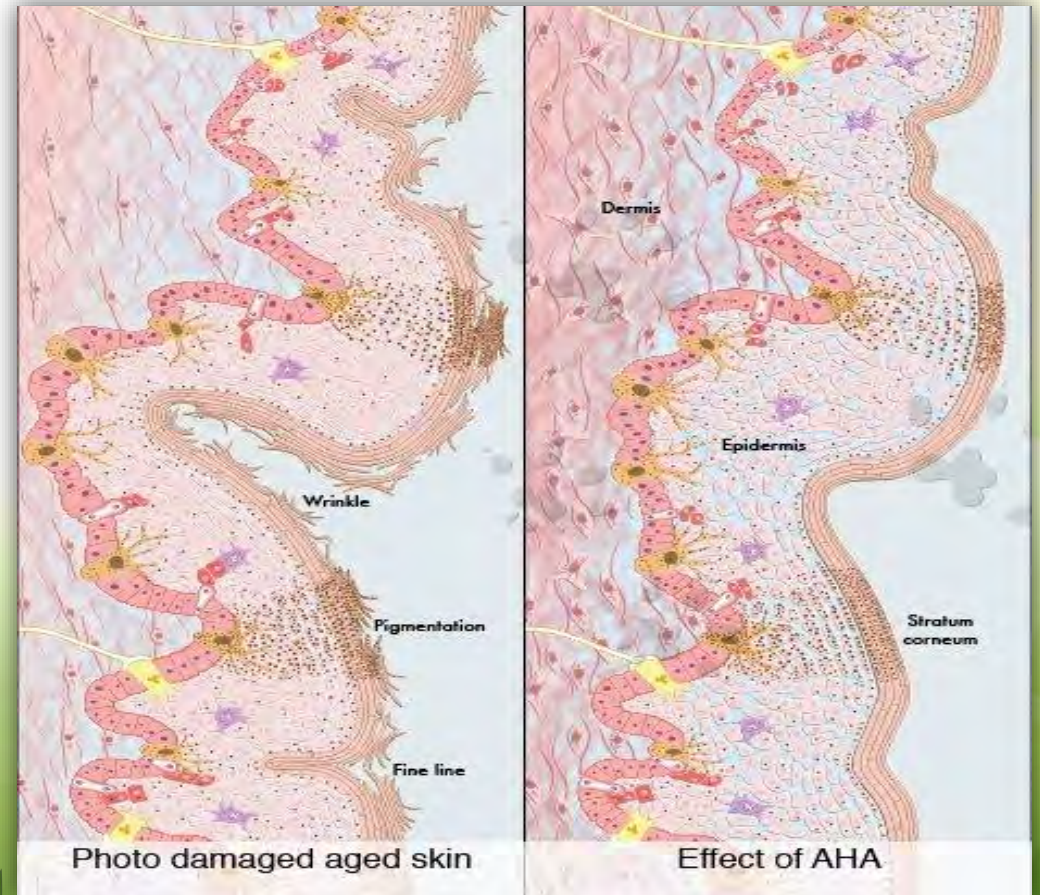 Dermis
Epidermis
Wrinkle
Pigmentation
Stratum
corneum
Fine line
Photo damaged aged skin
Effect of AHA